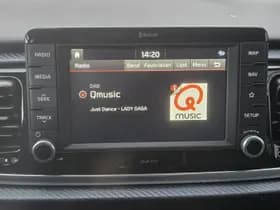 RADIO
MEDIA
SEEK
TRACK
14:20
Radio
Band
Favorieten
Lijst
Menu
DAB
Qmusic
Just Dance - LADY GAGA
Q
music
MAP
NAV
SETUP